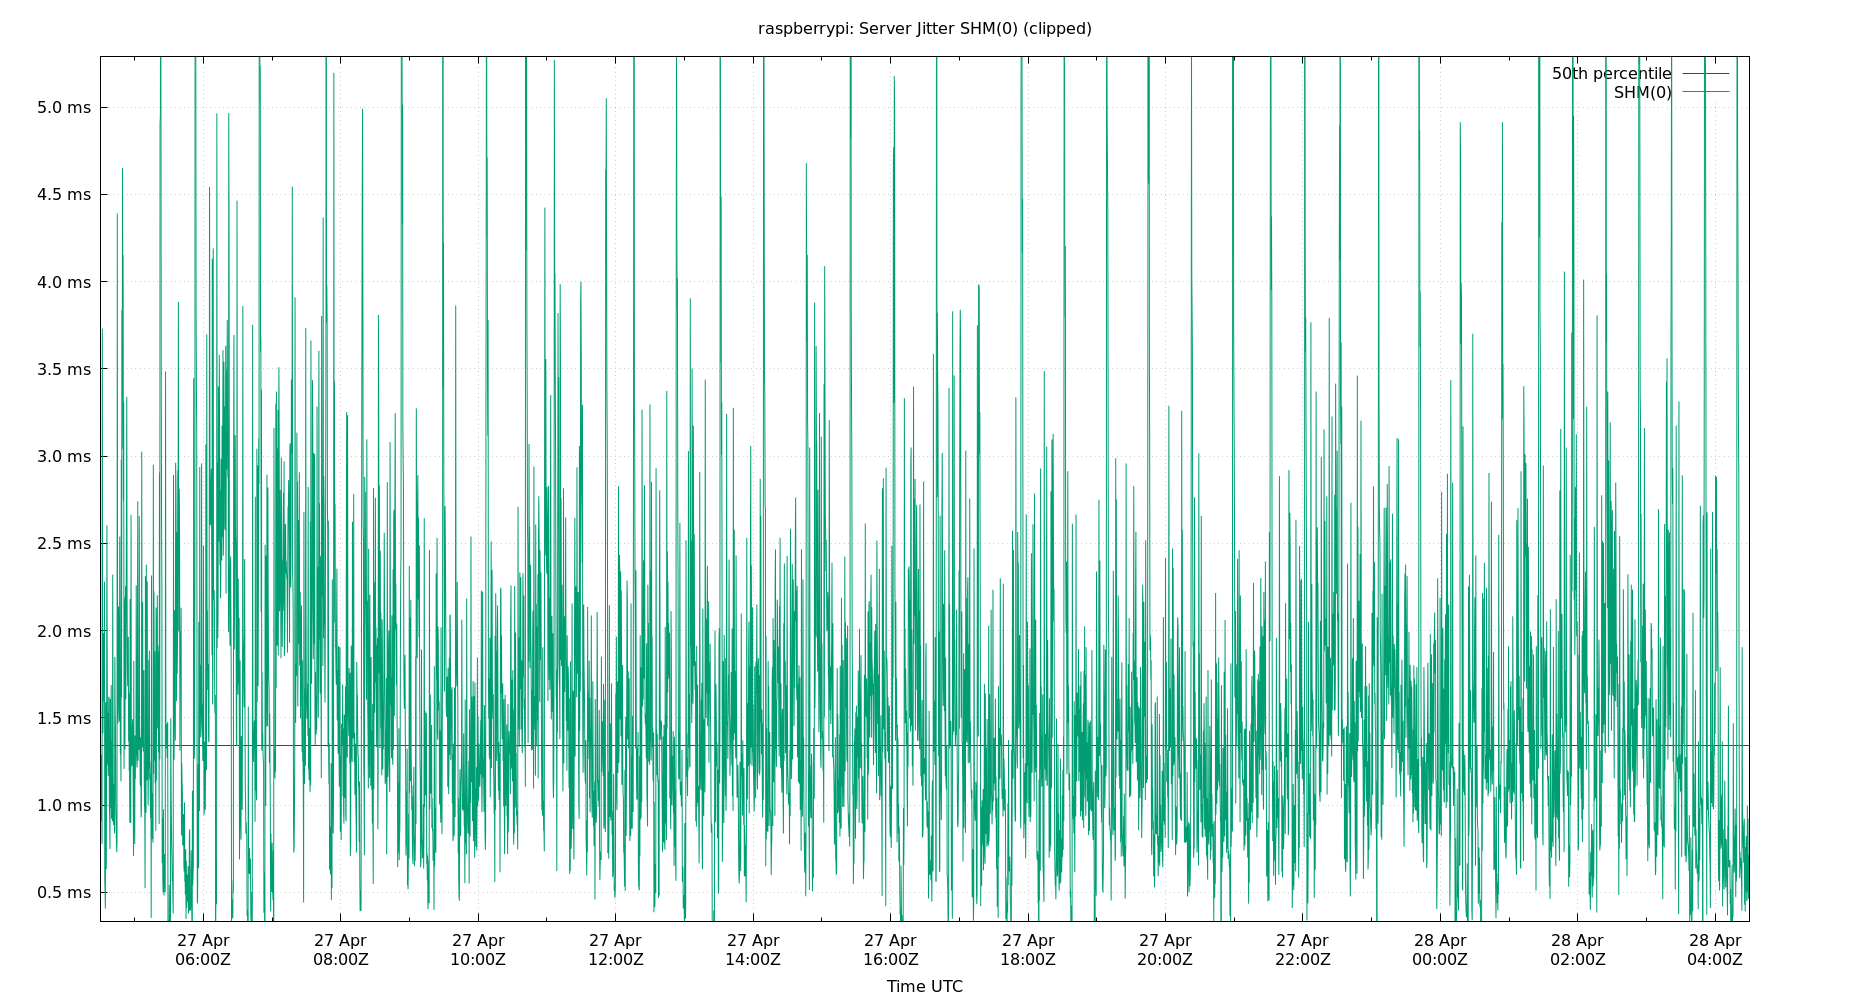 raspberrypi: Server Jitter SHM(0) (clipped)
50th percentile
SHM(0)
5.0 ms
4.5 ms
4.0 ms
3.5 ms
3.0 ms
2.5 ms
2.0 ms
1.5 ms
1.0 ms
0.5 ms
27 Apr 27 Apr 27 Apr 27 Apr 27 Apr 27 Apr 27 Apr 27 Apr 27 Apr 28 Apr 28 Apr 28 Apr
06:00Z 08:00Z 10:00Z 12:00Z 14:00Z 16:00Z 18:00Z 20:00Z 22:00Z 00:00Z 02:00Z 04:00Z
Time UTC